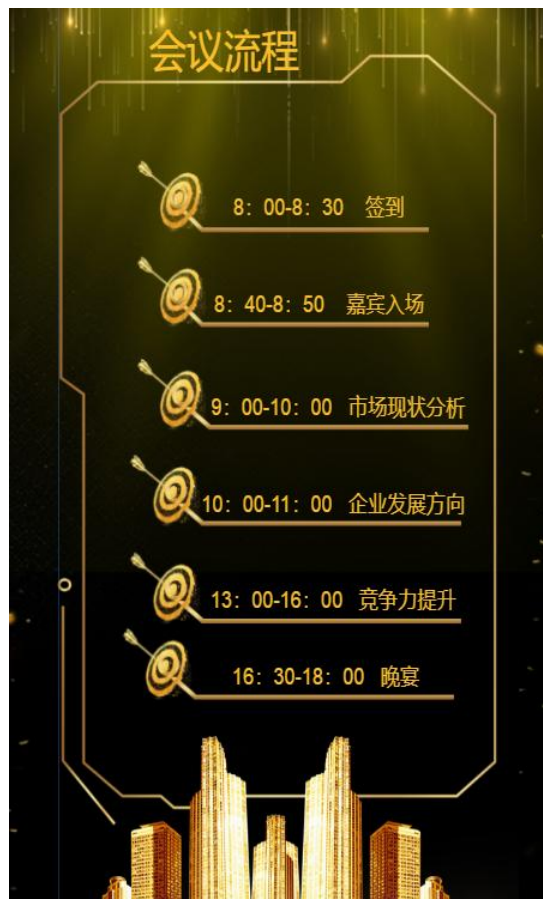 会议流程
8：00-8：30 签到
8：40-8：50 嘉宾入场
9：00-10：00 市场现状分析
10：00-11：00 企业发展方向
13：00-16：00 竞争力提升
16：30-18：00 晚宴